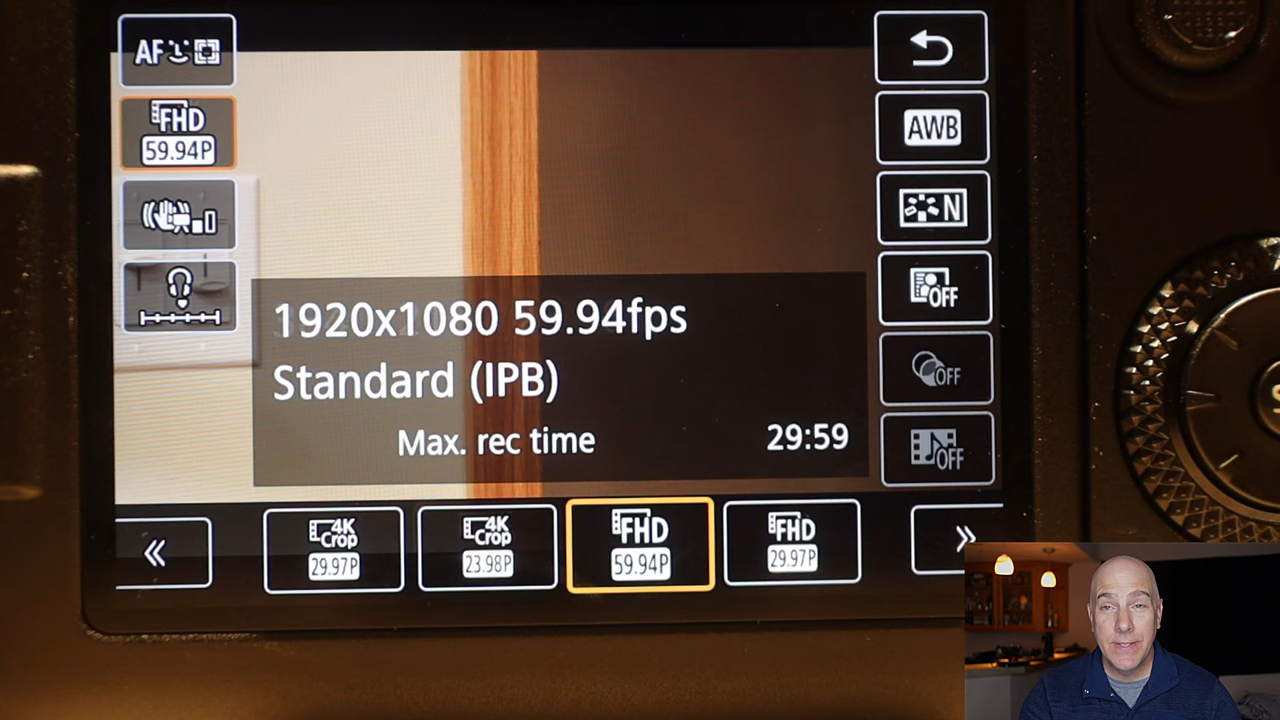 AF
FHD
59.94P
AWB
N
OFF
OFF
OFF
1920x1080 59.94fps
Standard (IPB)
Max. rec time 29:59
4K
Crop
29.97P
4K
Crop
23.98P
FHD
59.94P
FHD
29.97P